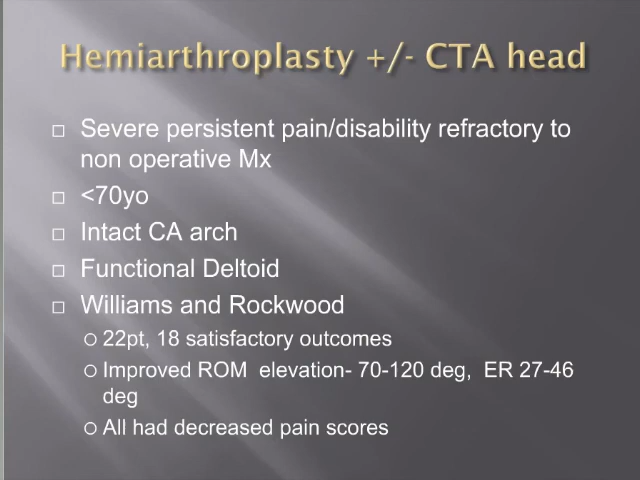 Hemiarthroplasty +/- CTA head
Severe persistent pain/disability refractory to
non operative Mx
<70yo
Intact CA arch
Functional Deltoid
Williams and Rockwood
22pt, 18 satisfactory outcomes
Improved ROM elevation- 70-120 deg, ER 27-46
deg
All had decreased pain scores